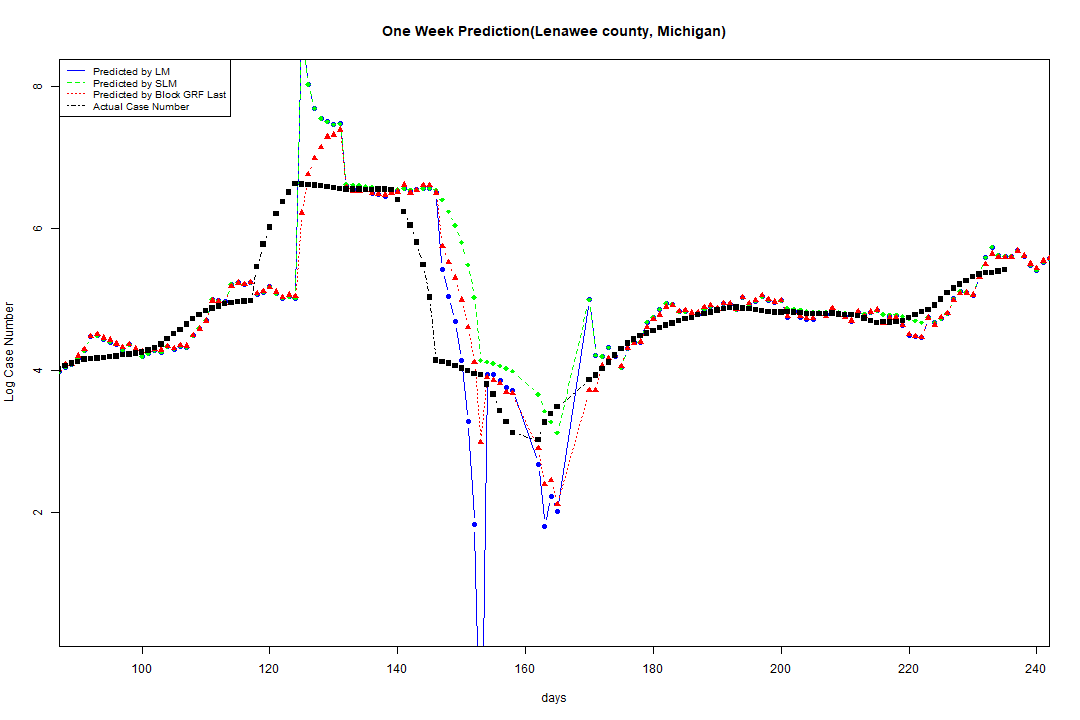 One Week Prediction(Lenawee county, Michigan)
Predicted by LM
Predicted by SLM
Predicted by Block GRF Last
Actual Case Number
8
6
4
2
Log Case Number
100 120 140 160 180 200 220 240
days